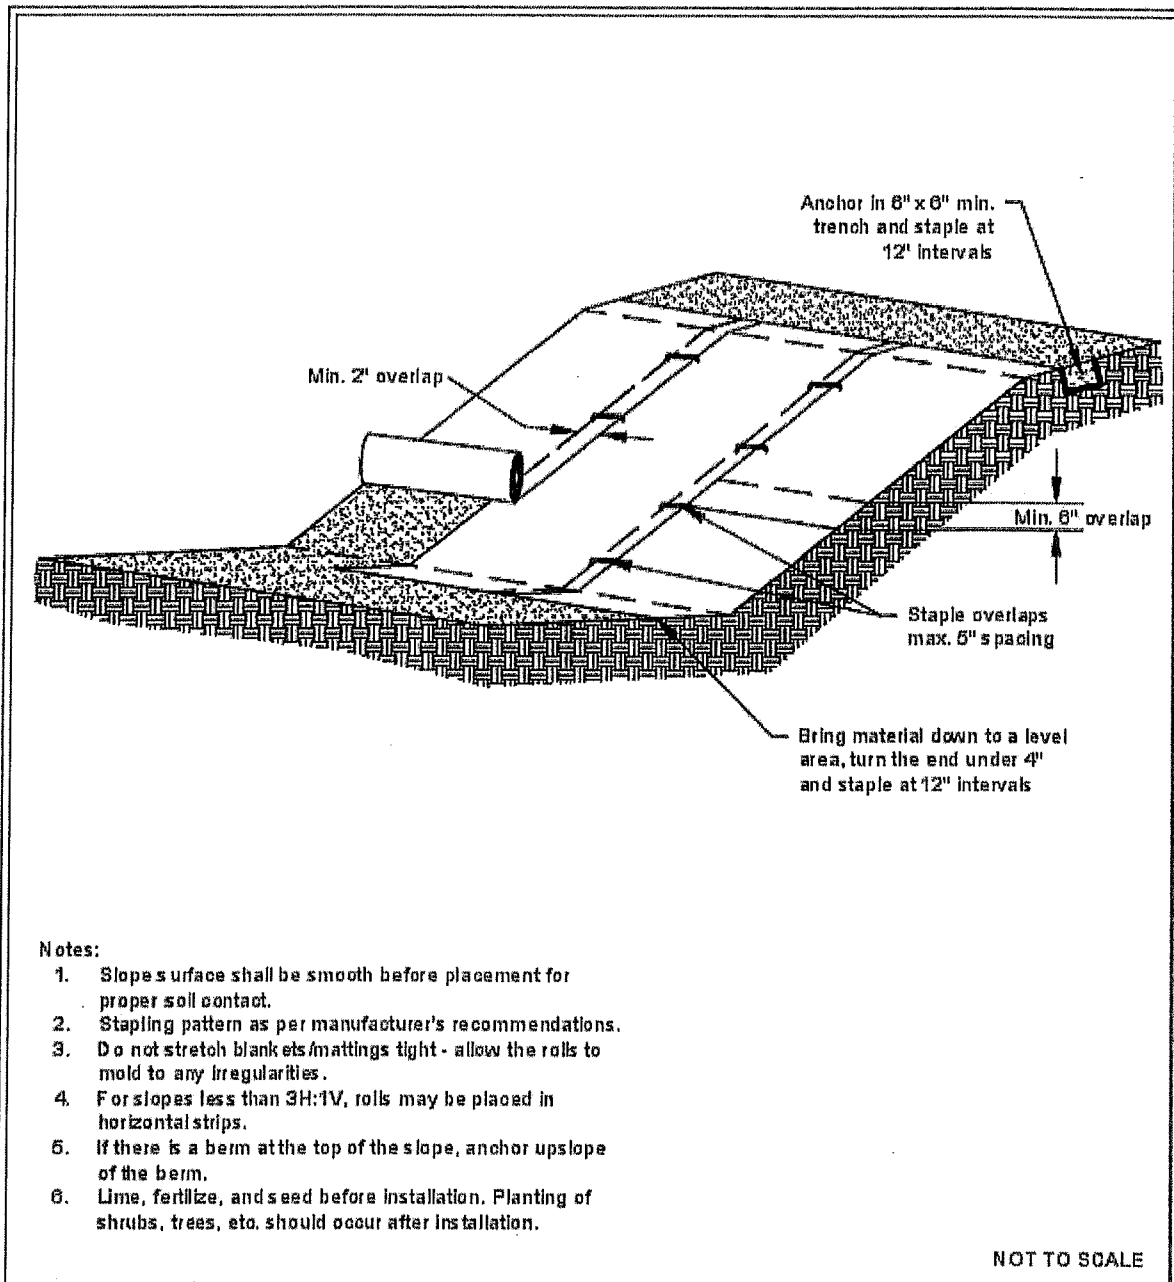 Anchor in 6" x 6" min.
trench and staple at
12" intervals
Min. 2" overlap
Min. 6" overlap
Staple overlaps
max. 5" spacing
Bring material down to a level
area, turn the end under 4"
and staple at 12" intervals
Notes:
1. Slope surface shall be smooth before placement for
proper soil contact.
2. Stapling pattern as per manufacturer's recommendations.
3. Do not stretch blankets/mattings tight - allow the rolls to
mold to any irregularities.
4. For slopes less than 3H:1V, rolls may be placed in
horizontal strips.
5. If there is a berm at the top of the slope, anchor upslope
of the berm.
6. Lime, fertilize, and seed before installation. Planting of
shrubs, trees, etc. should occur after installation.
NOT TO SCALE